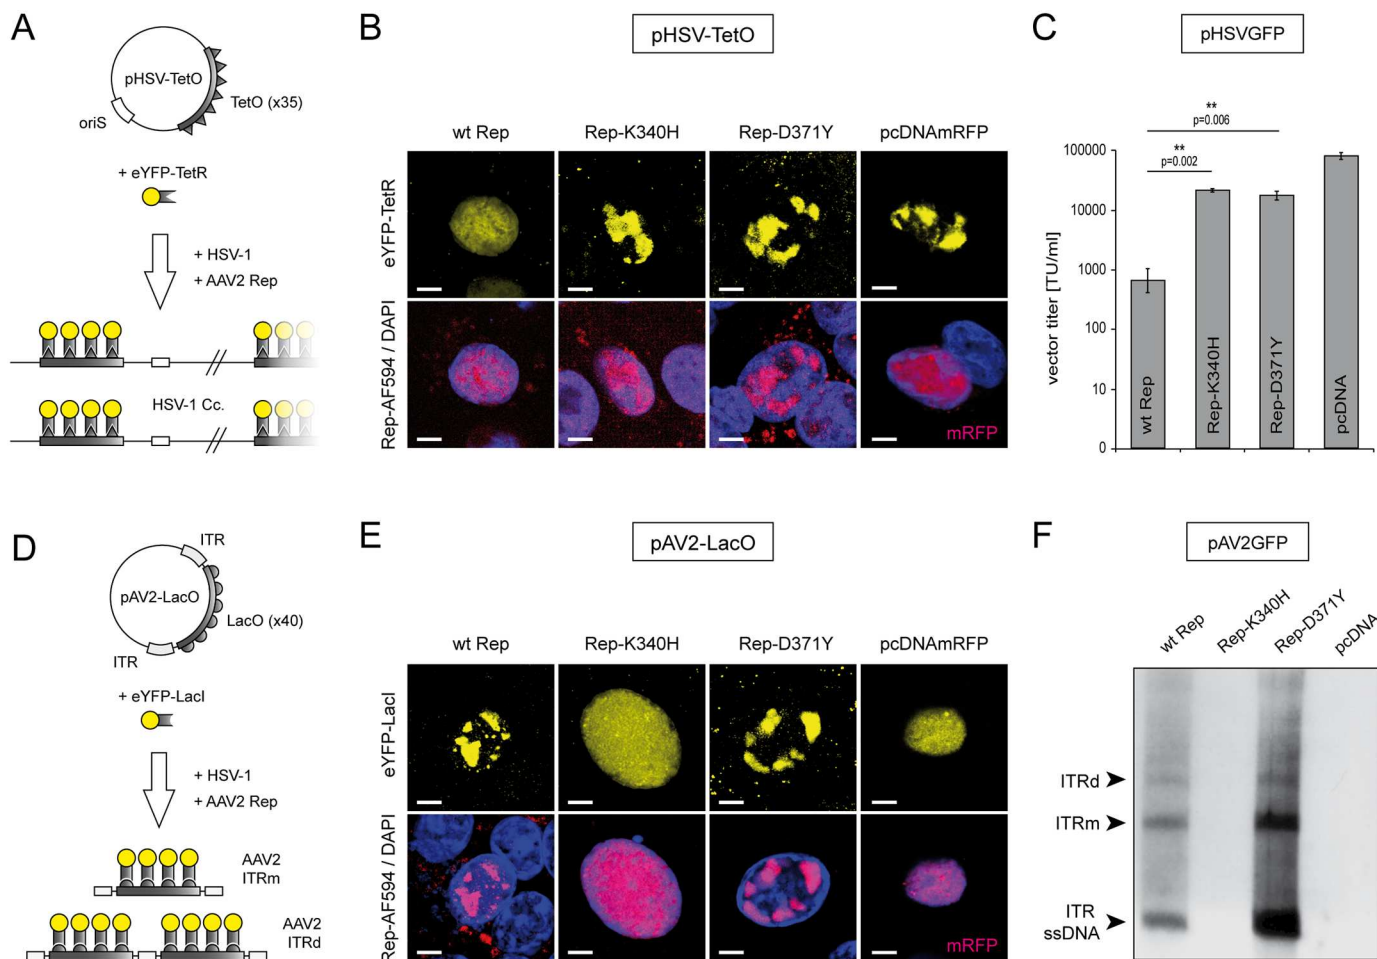 A
pHSV-TetO
TetO (x35)
oriS
+ eYFP-TetR
+ HSV-1
+ AAV2 Rep
HSV-1 Cc.
B
pHSV-TetO
wt Rep
Rep-K340H
Rep-D371Y
pcDNAmRFP
eYFP-TetR
Rep-AF594 / DAPI
mRFP
C
pHSVGFP
**
p=0.006
**
p=0.002
vector titer [TU/ml]
100000
10000
1000
100
10
0
wt Rep
Rep-K340H
Rep-D371Y
pcDNA
D
ITR
pAV2-LacO
LacO (x40)
ITR
+ eYFP-LacI
+ HSV-1
+ AAV2 Rep
AAV2
ITRm
AAV2
ITRd
E
pAV2-LacO
wt Rep
Rep-K340H
Rep-D371Y
pcDNAmRFP
eYFP-LacI
Rep-AF594 / DAPI
mRFP
F
pAV2GFP
wt Rep
Rep-K340H
Rep-D371Y
pcDNA
ITRd
ITRm
ITR
ssDNA